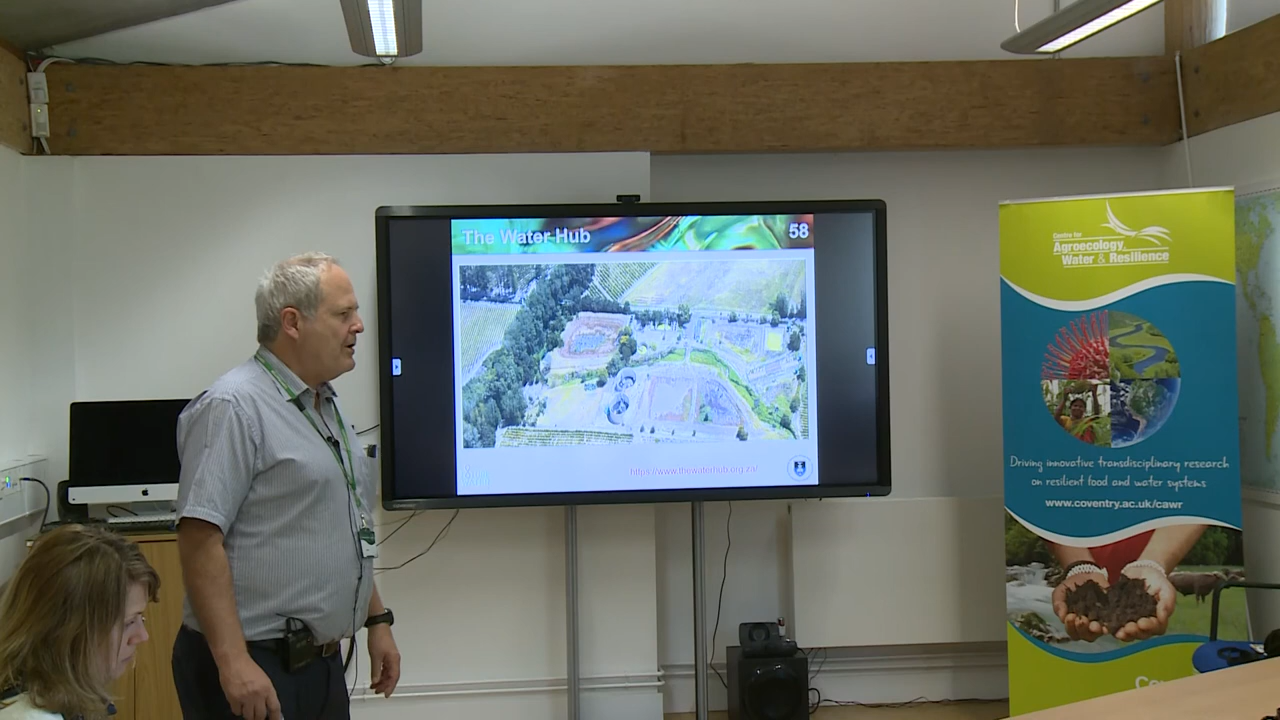 The Water Hub
58
https://www.thewaterhub.org.za/
Centre for
Agroecology,
Water & Resilience
Driving innovative transdisciplinary research
on resilient food and water systems
www.coventry.ac.uk/cawr